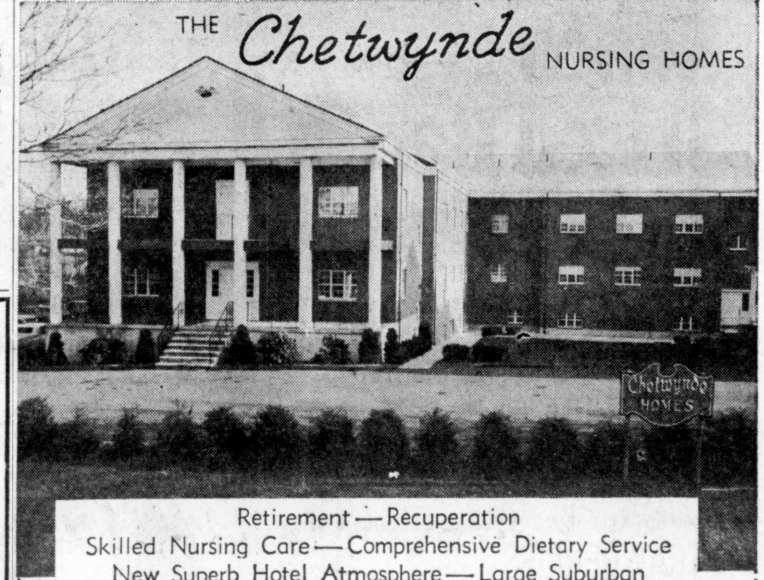 THE Chetwynde NURSING HOMES
Chetwynde
HOMES
Retirement — Recuperation
Skilled Nursing Care — Comprehensive Dietary Service
New Superb Hotel Atmosphere — Large Suburban